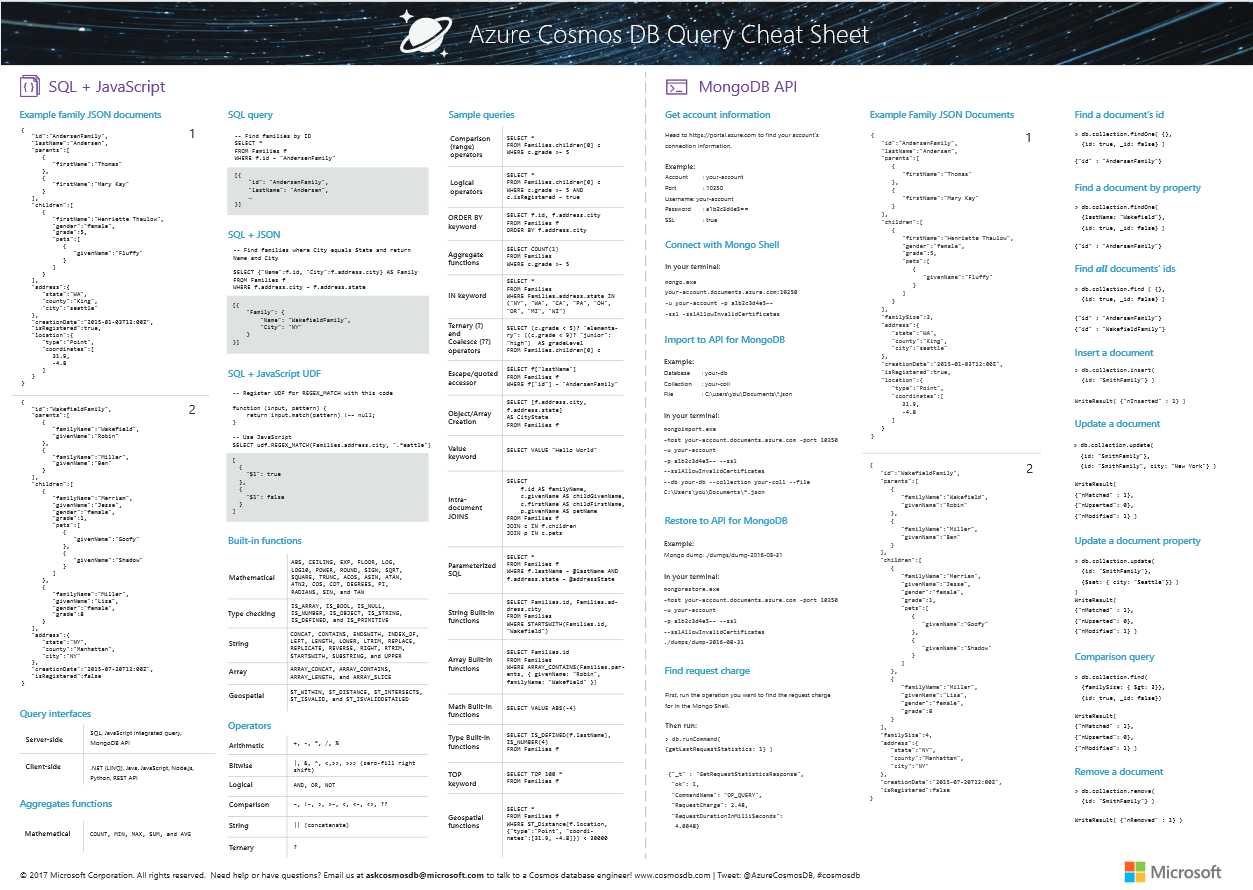 Azure Cosmos DB Query Cheat Sheet
SQL + JavaScript
Example family JSON documents
1
{
"id":"AndersenFamily",
"lastName":"Andersen",
"parents":[
{
"firstName":"Thomas"
},
{
"firstName":"Mary Kay"
}
],
"children":[
{
"firstName":"Henriette Thaulow",
"gender":"female",
"grade":5,
"pets":[
{
"givenName":"Fluffy"
}
]
}
],
"address":{
"state":"WA",
"county":"King",
"city":"seattle"
},
"creationDate":"2015-01-03T12:00Z",
"isRegistered":true,
"location":{
"type":"Point",
"coordinates":[
31.9,
-4.8
]
}
}
2
{
"id":"WakefieldFamily",
"parents":[
{
"familyName":"Wakefield",
"givenName":"Robin"
},
{
"familyName":"Miller",
"givenName":"Ben"
}
],
"children":[
{
"familyName":"Merriam",
"givenName":"Jesse",
"gender":"female",
"grade":1,
"pets":[
{
"givenName":"Goofy"
},
{
"givenName":"Shadow"
}
]
},
{
"familyName":"Miller",
"givenName":"Lisa",
"gender":"female",
"grade":8
}
],
"address":{
"state":"NY",
"county":"Manhattan",
"city":"NY"
},
"creationDate":"2015-07-20T12:00Z",
"isRegistered":false
}
Query interfaces
Server-side
SQL, JavaScript integrated query,
MongoDB API
Client-side
.NET (LINQ), Java, JavaScript, Node.js,
Python, REST API
Aggregates functions
Mathematical
COUNT, MIN, MAX, SUM, and AVG
SQL query
-- Find families by ID
SELECT *
FROM Families f
WHERE f.id = "AndersenFamily"
[{
"id": "AndersenFamily",
"lastName": "Andersen",
…
}]
SQL + JSON
-- Find families where City equals State and return
Name and City
SELECT {"Name":f.id, "City":f.address.city} AS Family
FROM Families f
WHERE f.address.city = f.address.state
[{
"Family": {
"Name": "WakefieldFamily",
"City": "NY"
}
}]
SQL + JavaScript UDF
-- Register UDF for REGEX_MATCH with this code
function (input, pattern) {
return input.match(pattern) !== null;
}
-- Use JavaScript
SELECT udf.REGEX_MATCH(Families.address.city, ".*eattle")
[
{
"$1": true
},
{
"$1": false
}
]
Built-in functions
Mathematical
ABS, CEILING, EXP, FLOOR, LOG,
LOG10, POWER, ROUND, SIGN, SQRT,
SQUARE, TRUNC, ACOS, ASIN, ATAN,
ATN2, COS, COT, DEGREES, PI,
RADIANS, SIN, and TAN
Type checking
IS_ARRAY, IS_BOOL, IS_NULL,
IS_NUMBER, IS_OBJECT, IS_STRING,
IS_DEFINED, and IS_PRIMITIVE
String
CONCAT, CONTAINS, ENDSWITH, INDEX_OF,
LEFT, LENGTH, LOWER, LTRIM, REPLACE,
REPLICATE, REVERSE, RIGHT, RTRIM,
STARTSWITH, SUBSTRING, and UPPER
Array
ARRAY_CONCAT, ARRAY_CONTAINS,
ARRAY_LENGTH, and ARRAY_SLICE
Geospatial
ST_WITHIN, ST_DISTANCE, ST_INTERSECTS,
ST_ISVALID, and ST_ISVALIDDETAILED
Operators
Arithmetic
+, -, *, /, %
Bitwise
|, &, ^, <<, >>, >>> (zero-fill right
shift)
Logical
AND, OR, NOT
Comparison
=, !=, >, >=, <, <=, <>, ??
String
|| (concatenate)
Ternary
?
Sample queries
Comparison
(range)
operators
SELECT *
FROM Families.children[0] c
WHERE c.grade >= 5
Logical
operators
SELECT *
FROM Families.children[0] c
WHERE c.grade >= 5 AND
c.isRegistered = true
ORDER BY
keyword
SELECT f.id, f.address.city
FROM Families f
ORDER BY f.address.city
Aggregate
functions
SELECT COUNT(1)
FROM Families
WHERE c.grade >= 5
IN keyword
SELECT *
FROM Families
WHERE Families.address.state IN
("NY", "WA", "CA", "PA", "OH",
"OR", "MI", "WI")
Ternary (?)
and
Coalesce (??)
operators
SELECT (c.grade < 5)? "elementa-
ry": ((c.grade < 9)? "junior":
"high") AS gradeLevel
FROM Families.children[0] c
Escape/quoted
accessor
SELECT f["lastName"]
FROM Families f
WHERE f["id"] = "AndersenFamily"
Object/Array
Creation
SELECT [f.address.city,
f.address.state]
AS CityState
FROM Families f
Value
keyword
SELECT VALUE "Hello World"
Intra-
document
JOINS
SELECT
f.id AS familyName,
c.givenName AS childGivenName,
c.firstName AS childFirstName,
p.givenName AS petName
FROM Families f
JOIN c IN f.children
JOIN p IN c.pets
Parameterized
SQL
SELECT *
FROM Families f
WHERE f.lastName = @lastName AND
f.address.state = @addressState
String Built-in
functions
SELECT Families.id, Families.ad-
dress.city
FROM Families
WHERE STARTSWITH(Families.id,
"Wakefield")
Array Built-in
functions
SELECT Families.id
FROM Families
WHERE ARRAY_CONTAINS(Families.par-
ents, { givenName: "Robin",
familyName: "Wakefield" })
Math Built-in
functions
SELECT VALUE ABS(-4)
Type Built-in
functions
SELECT IS_DEFINED(f.lastName),
IS_NUMBER(4)
FROM Families f
TOP
keyword
SELECT TOP 100 *
FROM Families f
Geospatial
functions
SELECT *
FROM Families f
WHERE ST_Distance(f.location,
{"type":"Point", "coordi-
nates":[31.9, -4.8]}) < 30000
MongoDB API
Get account information
Head to https://portal.azure.com to find your account's
connection information.
Example:
Account : your-account
Port : 10250
Username: your-account
Password : a1b2c3d4e5==
SSL : true
Connect with Mongo Shell
In your terminal:
mongo.exe
your-account.documents.azure.com:10250
-u your-account -p a1b2c3d4e5==
--ssl --sslAllowInvalidCertificates
Import to API for MongoDB
Example:
Database : your-db
Collection : your-coll
File : C:\users\you\Documents\*.json
In your terminal:
mongoimport.exe
-host your-account.documents.azure.com -port 10250
-u your-account
-p a1b2c3d4e5== --ssl
--sslAllowInvalidCertificates
--db your-db --collection your-coll --file
C:\Users\you\Documents\*.json
Restore to API for MongoDB
Example:
Mongo dump: ./dumps/dump-2016-08-31
In your terminal:
mongorestore.exe
-host your-account.documents.azure.com -port 10250
-u your-account
-p a1b2c3d4e5== --ssl
--sslAllowInvalidCertificates
./dumps/dump-2016-08-31
Find request charge
First, run the operation you want to find the request charge
for in the Mongo Shell.
Then run:
> db.runCommand(
{getLastRequestStatistics: 1} )
{"_t" : "GetRequestStatisticsResponse",
"ok": 1,
"CommandName": "OP_QUERY",
"RequestCharge": 2.48,
"RequestDurationInMilliSeconds":
4.0048}
Example Family JSON Documents
1
{
"id":"AndersenFamily",
"lastName":"Andersen",
"parents":[
{
"firstName":"Thomas"
},
{
"firstName":"Mary Kay"
}
],
"children":[
{
"firstName":"Henriette Thaulow",
"gender":"female",
"grade":5,
"pets":[
{
"givenName":"Fluffy"
}
]
}
],
"familySize":3,
"address":{
"state":"WA",
"county":"King",
"city":"seattle"
},
"creationDate":"2015-01-03T12:00Z",
"isRegistered":true,
"location":{
"type":"Point",
"coordinates":[
31.9,
-4.8
]
}
}
2
{
"id":"WakefieldFamily",
"parents":[
{
"familyName":"Wakefield",
"givenName":"Robin"
},
{
"familyName":"Miller",
"givenName":"Ben"
}
],
"children":[
{
"familyName":"Merriam",
"givenName":"Jesse",
"gender":"female",
"grade":1,
"pets":[
{
"givenName":"Goofy"
},
{
"givenName":"Shadow"
}
]
},
{
"familyName":"Miller",
"givenName":"Lisa",
"gender":"female",
"grade":8
}
],
"familySize":4,
"address":{
"state":"NY",
"county":"Manhattan",
"city":"NY"
},
"creationDate":"2015-07-20T12:00Z",
"isRegistered":false
}
Find a document's id
> db.collection.findOne( {},
{id: true, _id: false} )
{"id" : "AndersenFamily"}
Find a document by property
> db.collection.findOne(
{lastName: "Wakefield"},
{id: true, _id: false} )
{"id" : "AndersenFamily"}
Find all documents' ids
> db.collection.find ( {},
{id: true, _id: false} )
{"id" : "AndersenFamily"}
{"id" : "WakefieldFamily"}
Insert a document
> db.collection.insert(
{id: "SmithFamily"} )
WriteResult( {"nInserted" : 1} )
Update a document
> db.collection.update(
{id: "SmithFamily"},
{id: "SmithFamily", city: "New York"} )
WriteResult(
{"nMatched" : 1},
{"nUpserted": 0},
{"nModified": 1} )
Update a document property
> db.collection.update(
{id: "SmithFamily"},
{$set: { city: "Seattle"}} )
)
WriteResult(
{"nMatched" : 1},
{"nUpserted": 0},
{"nModified": 1} )
Comparison query
> db.collection.find(
{familySize: { $gt: 3}},
{id: true, _id: false})
WriteResult(
{"nMatched" : 1},
{"nUpserted": 0},
{"nModified": 1} )
Remove a document
> db.collection.remove(
{id: "SmithFamily"} )
WriteResult( {"nRemoved" : 1} )
© 2017 Microsoft Corporation. All rights reserved. Need help or have questions? Email us at askcosmosdb@microsoft.com to talk to a Cosmos database engineer! www.cosmosdb.com | Tweet: @AzureCosmosDB, #cosmosdb
Microsoft